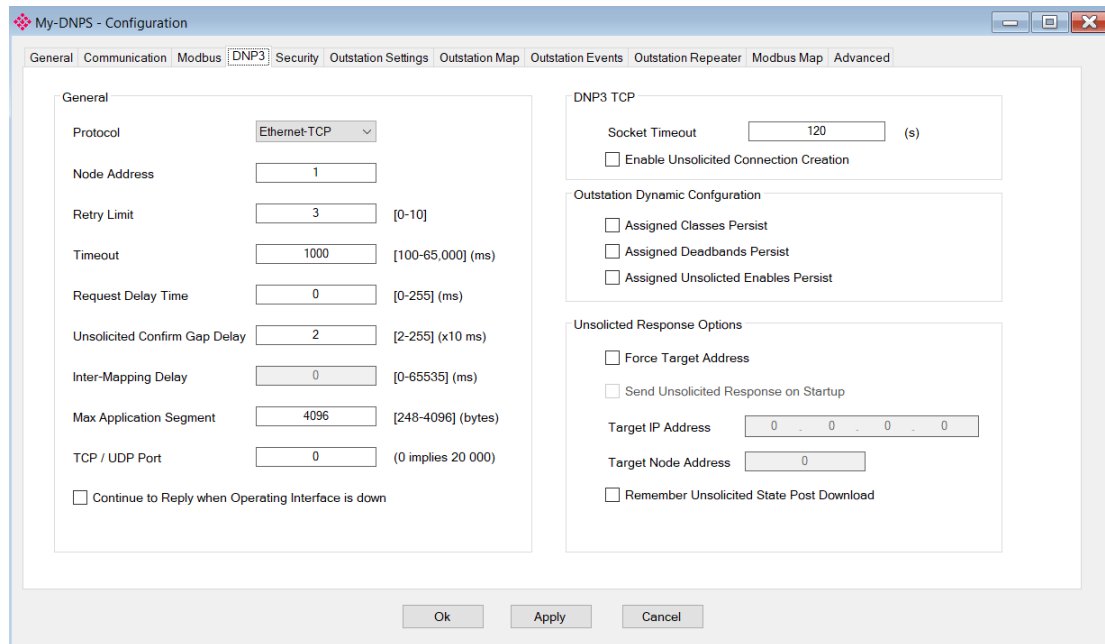 My-DNPS - Configuration
General Communication Modbus DNP3 Security Outstation Settings Outstation Map Outstation Events Outstation Repeater Modbus Map Advanced
General
Protocol Ethernet-TCP
Node Address 1
Retry Limit 3 [0-10]
Timeout 1000 [100-65,000] (ms)
Request Delay Time 0 [0-255] (ms)
Unsolicited Confirm Gap Delay 2 [2-255] (x10 ms)
Inter-Mapping Delay 0 [0-65535] (ms)
Max Application Segment 4096 [248-4096] (bytes)
TCP / UDP Port 0 (0 implies 20 000)
Continue to Reply when Operating Interface is down
DNP3 TCP
Socket Timeout 120 (s)
Enable Unsolicited Connection Creation
Outstation Dynamic Confguration
Assigned Classes Persist
Assigned Deadbands Persist
Assigned Unsolicted Enables Persist
Unsolicted Response Options
Force Target Address
Send Unsolicited Response on Startup
Target IP Address 0 . 0 . 0 . 0
Target Node Address 0
Remember Unsolicited State Post Download
Ok Apply Cancel